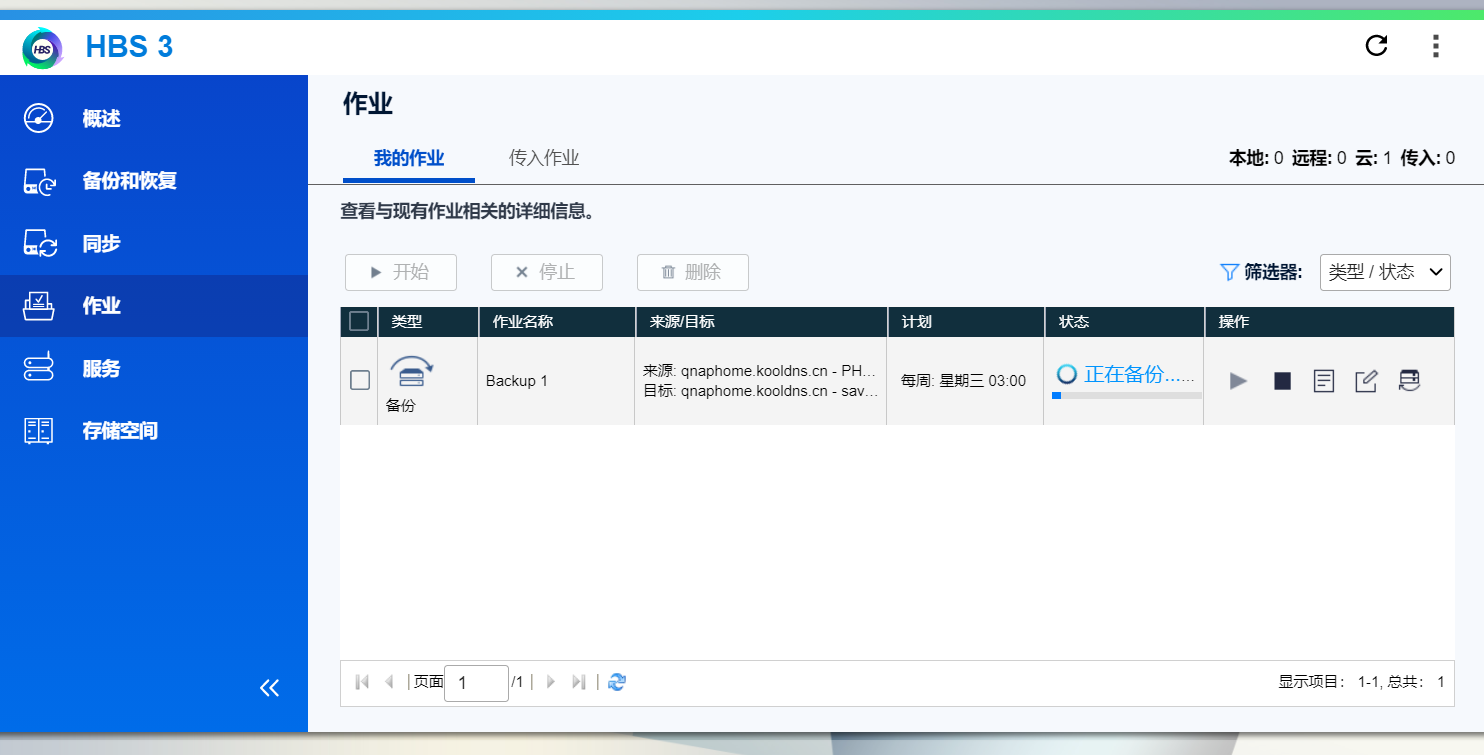 HBS
HBS 3
概述
备份和恢复
同步
作业
服务
存储空间
作业
我的作业 传入作业
本地: 0 远程: 0 云: 1 传入: 0
查看与现有作业相关的详细信息。
开始 停止 删除
筛选器: 类型 / 状态
类型 作业名称 来源/目标 计划 状态 操作
备份
Backup 1
来源: qnaphome.kooldns.cn - PH...
目标: qnaphome.kooldns.cn - sav...
每周: 星期三 03:00
正在备份......
页面 1 /1
显示项目: 1-1, 总共: 1